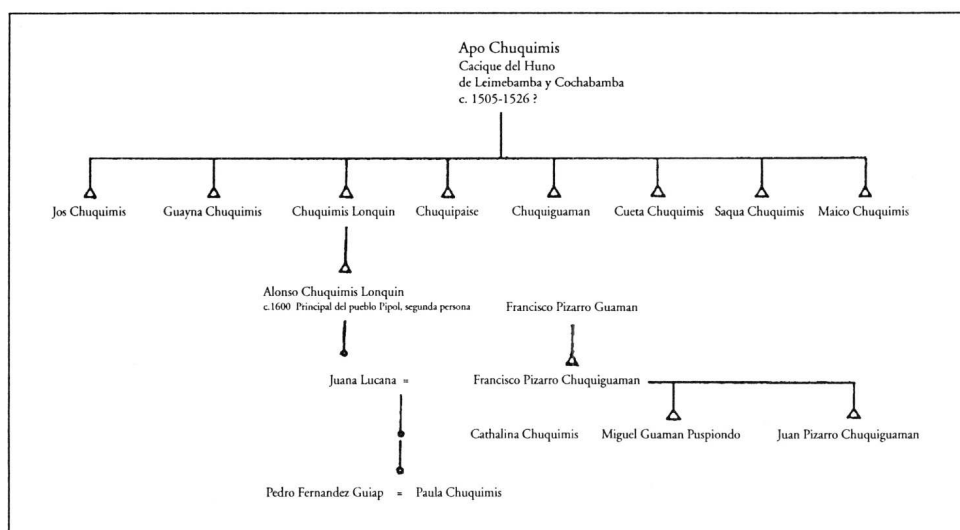 Apo Chuquimis
Cacique del Huno
de Leimebamba y Cochabamba
c. 1505-1526 ?
Jos Chuquimis
Guayna Chuquimis
Chuquimis Lonquin
Chuquipaise
Chuquiguaman
Cueta Chuquimis
Saqua Chuquimis
Maico Chuquimis
Alonso Chuquimis Lonquin
c.1600 Principal del pueblo Pipol, segunda persona
Francisco Pizarro Guaman
Juana Lucana =
Francisco Pizarro Chuquiguaman
Cathalina Chuquimis
Miguel Guaman Puspiondo
Juan Pizarro Chuquiguaman
Pedro Fernandez Guiap = Paula Chuquimis